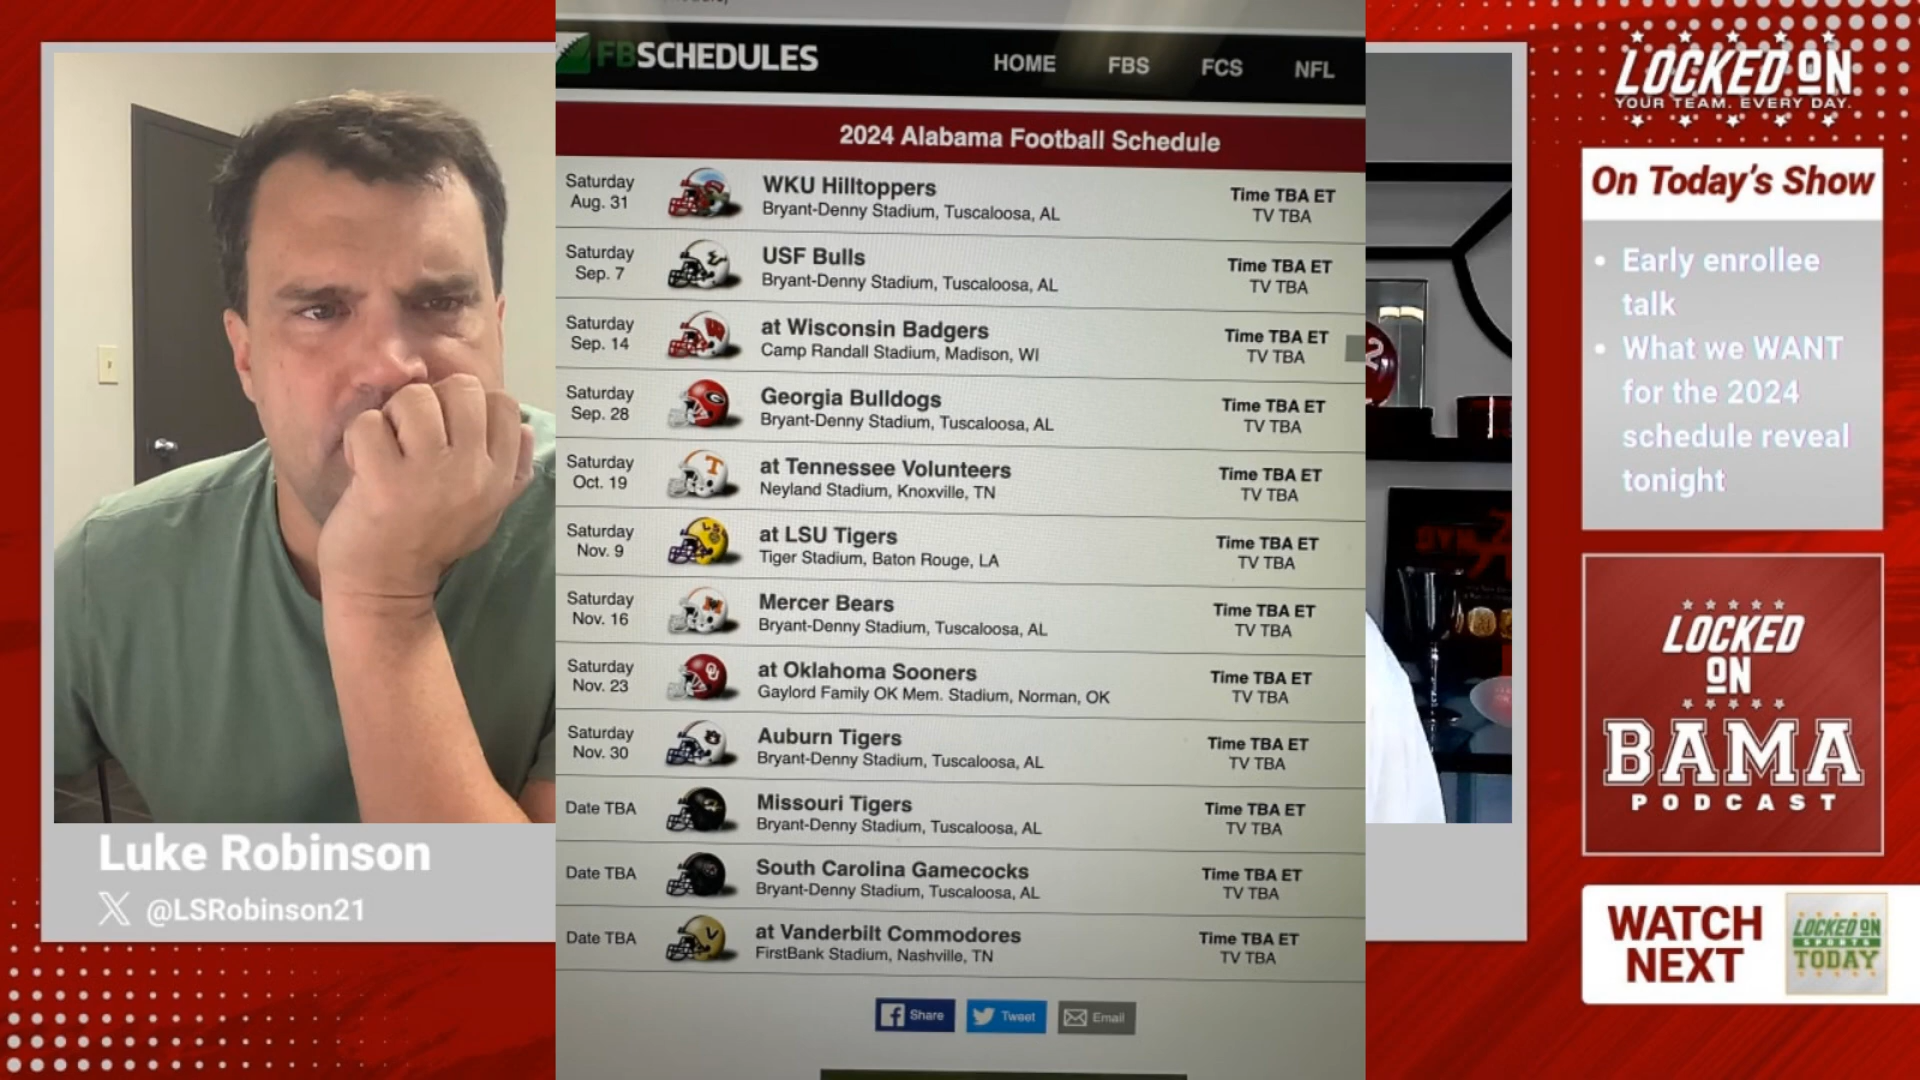 FBSCHEDULES
HOME FBS FCS NFL
2024 Alabama Football Schedule
Saturday
Aug. 31
WKU Hilltoppers
Bryant-Denny Stadium, Tuscaloosa, AL
Time TBA ET
TV TBA
Saturday
Sep. 7
USF Bulls
Bryant-Denny Stadium, Tuscaloosa, AL
Time TBA ET
TV TBA
Saturday
Sep. 14
at Wisconsin Badgers
Camp Randall Stadium, Madison, WI
Time TBA ET
TV TBA
Saturday
Sep. 28
Georgia Bulldogs
Bryant-Denny Stadium, Tuscaloosa, AL
Time TBA ET
TV TBA
Saturday
Oct. 19
at Tennessee Volunteers
Neyland Stadium, Knoxville, TN
Time TBA ET
TV TBA
Saturday
Nov. 9
at LSU Tigers
Tiger Stadium, Baton Rouge, LA
Time TBA ET
TV TBA
Saturday
Nov. 16
Mercer Bears
Bryant-Denny Stadium, Tuscaloosa, AL
Time TBA ET
TV TBA
Saturday
Nov. 23
at Oklahoma Sooners
Gaylord Family OK Mem. Stadium, Norman, OK
Time TBA ET
TV TBA
Saturday
Nov. 30
Auburn Tigers
Bryant-Denny Stadium, Tuscaloosa, AL
Time TBA ET
TV TBA
Date TBA
Missouri Tigers
Bryant-Denny Stadium, Tuscaloosa, AL
Time TBA ET
TV TBA
Date TBA
South Carolina Gamecocks
Bryant-Denny Stadium, Tuscaloosa, AL
Time TBA ET
TV TBA
Date TBA
at Vanderbilt Commodores
FirstBank Stadium, Nashville, TN
Time TBA ET
TV TBA
Share
Tweet
Email
Luke Robinson
@LSRobinson21
LOCKED ON
YOUR TEAM. EVERY DAY.
On Today's Show
• Early enrollee
talk
• What we WANT
for the 2024
schedule reveal
tonight
LOCKED
ON
BAMA
PODCAST
WATCH
NEXT
LOCKED ON
SPORTS
TODAY